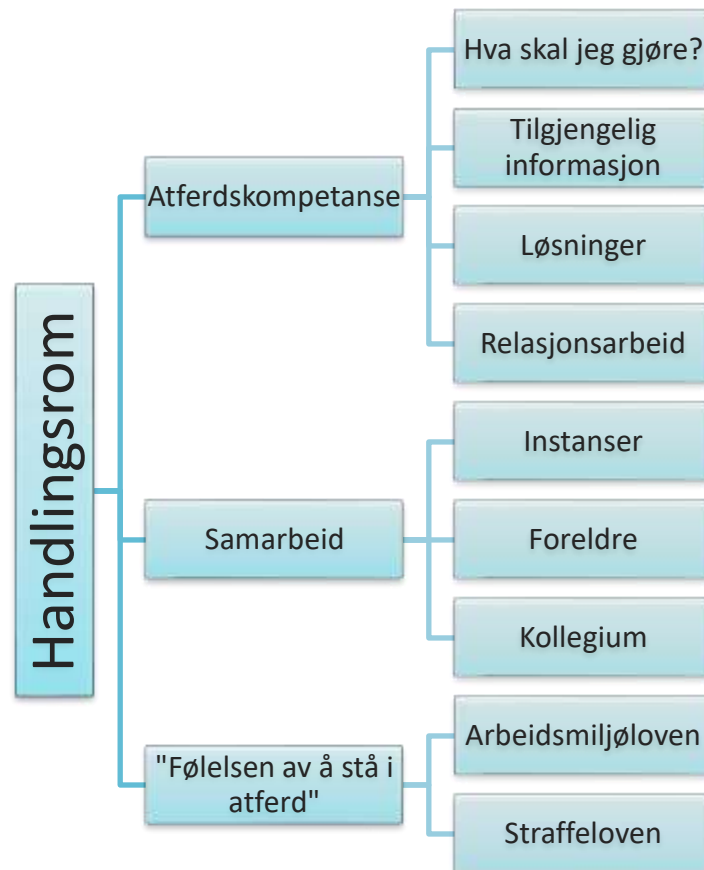 Handlingsrom
Atferdskompetanse
Hva skal jeg gjøre?
Tilgjengelig
informasjon
Løsninger
Relasjonsarbeid
Samarbeid
Instanser
Foreldre
Kollegium
"Følelsen av å stå i
atferd"
Arbeidsmiljøloven
Straffeloven